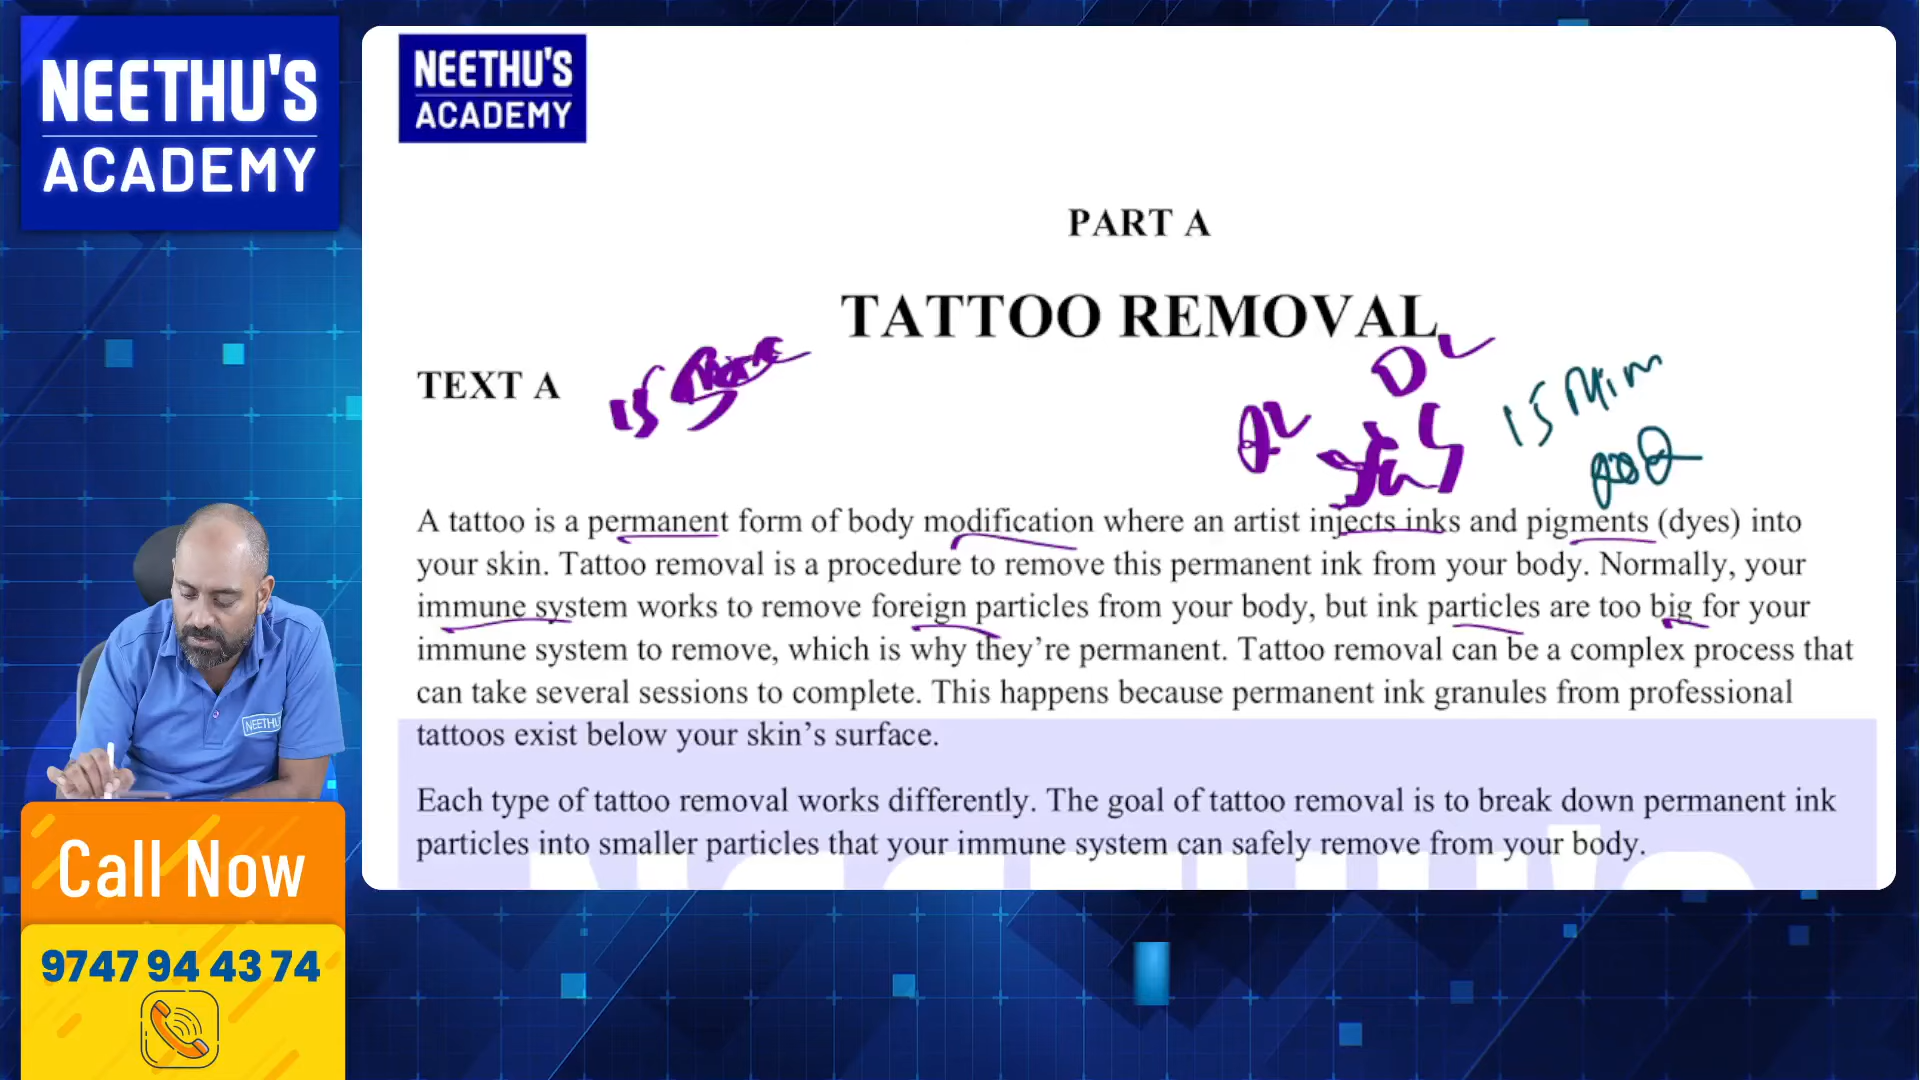 NEETHU'S
ACADEMY
NEETHU'S
ACADEMY
PART A
TATTOO REMOVAL
TEXT A
15
15 Min
A tattoo is a permanent form of body modification where an artist injects inks and pigments (dyes) into
your skin. Tattoo removal is a procedure to remove this permanent ink from your body. Normally, your
immune system works to remove foreign particles from your body, but ink particles are too big for your
immune system to remove, which is why they’re permanent. Tattoo removal can be a complex process that
can take several sessions to complete. This happens because permanent ink granules from professional
tattoos exist below your skin’s surface.
Each type of tattoo removal works differently. The goal of tattoo removal is to break down permanent ink
particles into smaller particles that your immune system can safely remove from your body.
NEETHU
Call Now
9747 94 43 74